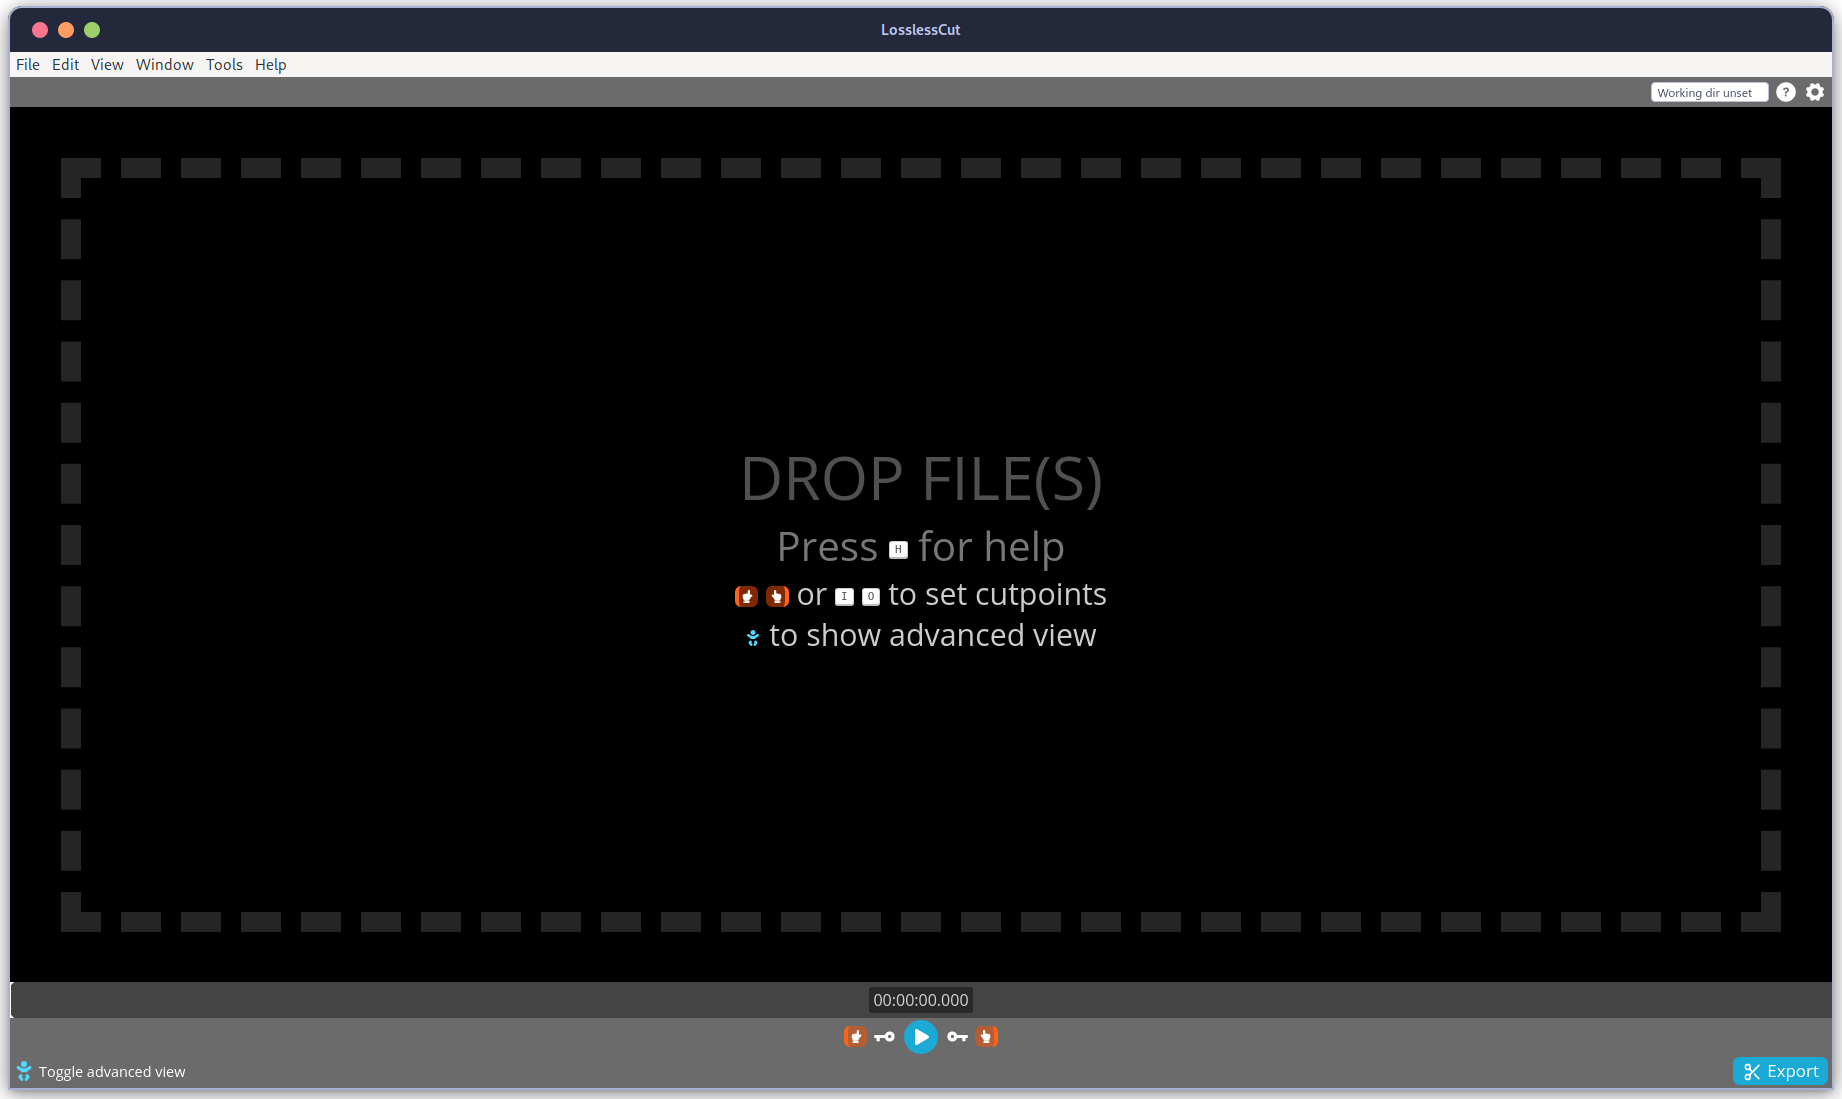 LosslessCut
File Edit View Window Tools Help
Working dir unset ?
DROP FILE(S)
Press H for help
or I O to set cutpoints
to show advanced view
00:00:00.000
Toggle advanced view
Export